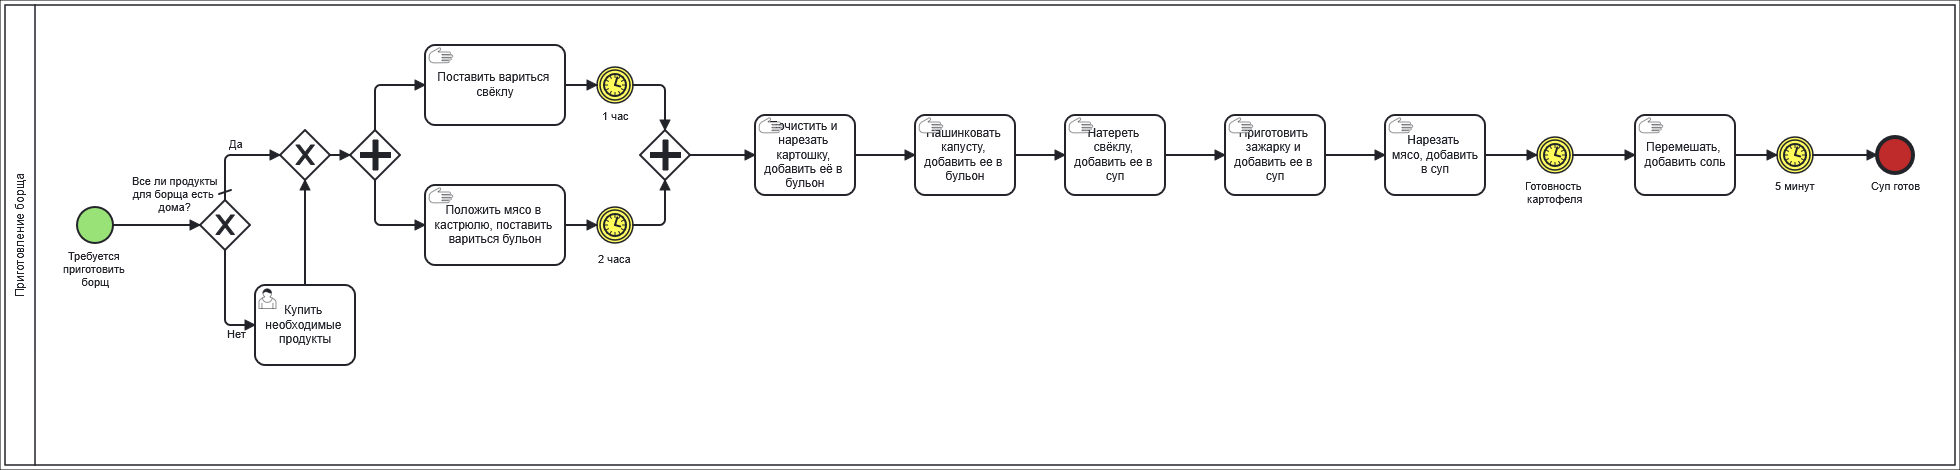 Приготовление борща
Требуется
приготовить
борщ
Все ли продукты
для борща есть
дома?
Да
Нет
Купить
необходимые
продукты
Поставить вариться
свёклу
1 час
Положить мясо в
кастрюлю, поставить
вариться бульон
2 часа
очистить и
нарезать
картошку,
добавить её в
бульон
Нашинковать
капусту,
добавить ее в
бульон
Натереть
свёклу,
добавить ее в
суп
Приготовить
зажарку и
добавить ее в
суп
Нарезать
мясо, добавить
в суп
Готовность
картофеля
Перемешать,
добавить соль
5 минут
Суп готов